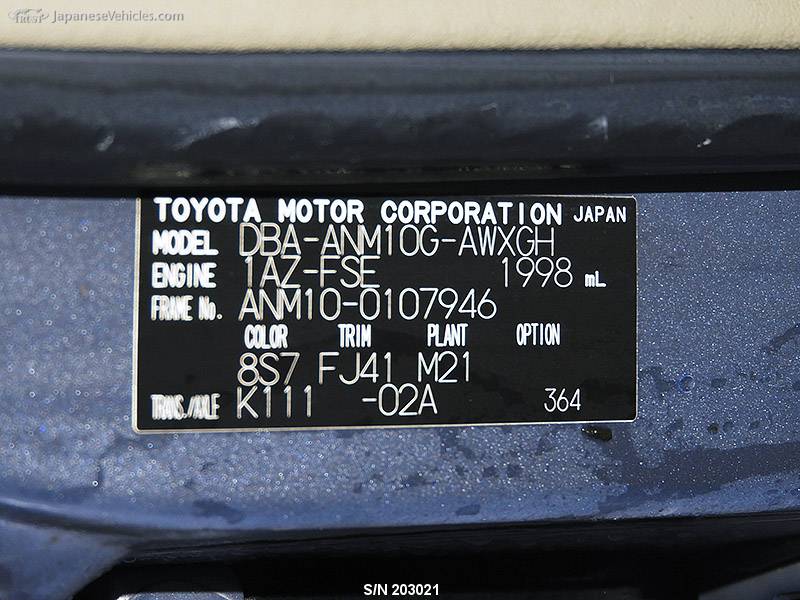 TRUST JapaneseVehicles.com
TOYOTA MOTOR CORPORATION JAPAN
MODEL DBA-ANM10G-AWXGH
ENGINE 1AZ-FSE 1998 mL
FRAME No. ANM10-0107946
COLOR TRIM PLANT OPTION
8S7 FJ41 M21
TRANS./AXLE K111 -02A 364
S/N 203021